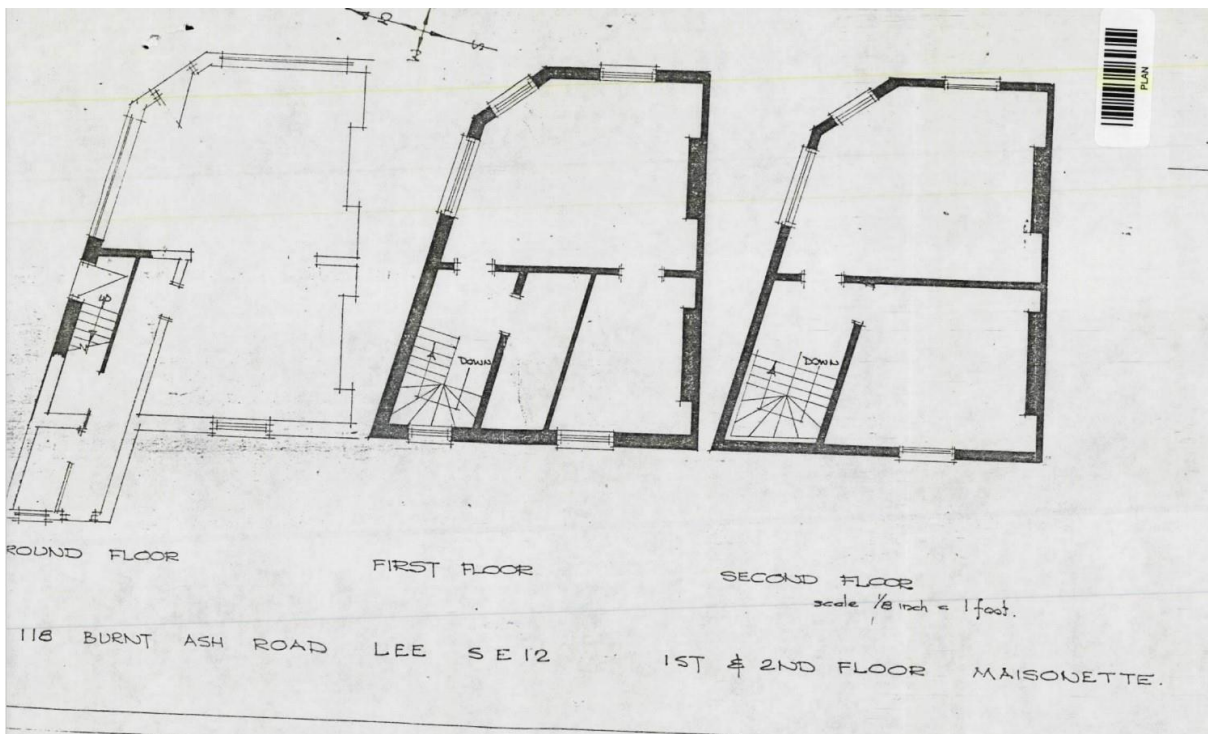 S
PLAN
UP
DOWN
DOWN
ROUND FLOOR
FIRST FLOOR
SECOND FLOOR
scale 1/8 inch = 1 foot.
118 BURNT ASH ROAD LEE SE12
1ST & 2ND FLOOR MAISONETTE.